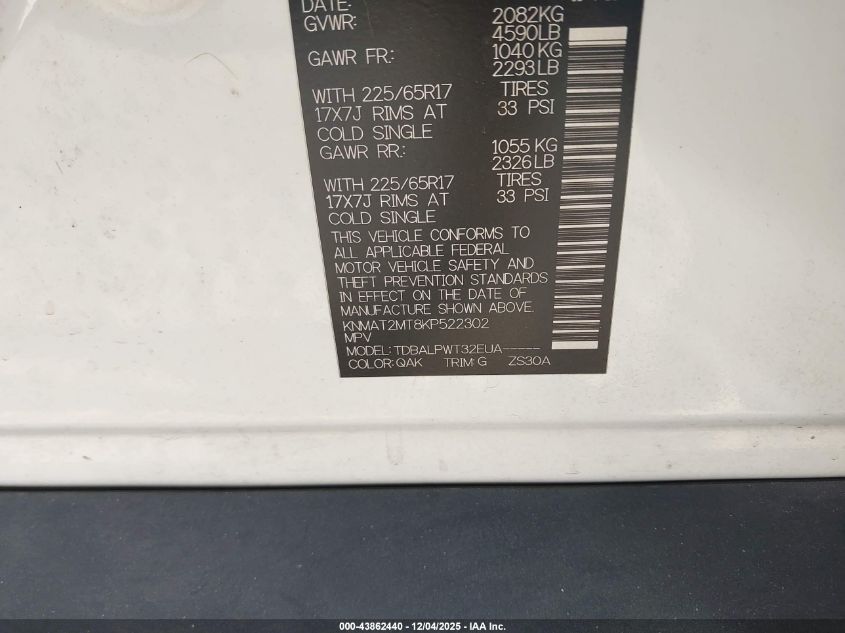 DATE:
GVWR: 2082KG
4590LB
GAWR FR: 1040KG
2293LB
WITH 225/65R17 TIRES
17X7J RIMS AT 33 PSI
COLD SINGLE
GAWR RR: 1055 KG
2326LB
WITH 225/65R17 TIRES
17X7J RIMS AT 33 PSI
COLD SINGLE
THIS VEHICLE CONFORMS TO
ALL APPLICABLE FEDERAL
MOTOR VEHICLE SAFETY AND
THEFT PREVENTION STANDARDS
IN EFFECT ON THE DATE OF
MANUFACTURE SHOWN ABOVE.
KNMAT2MT8KP522302
MPV
MODEL: TDBALPWT32EUA-----
COLOR: QAK TRIM: G ZS30A
000-43862440 - 12/04/2025 - IAA Inc.